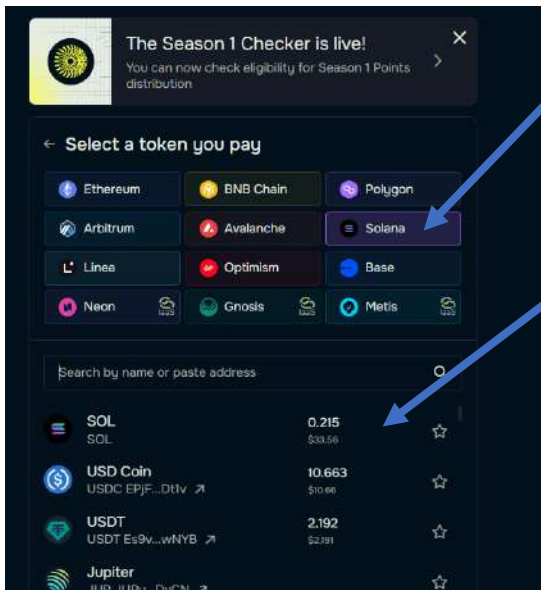 The Season 1 Checker is live!
You can now check eligibility for Season 1 Points
distribution
← Select a token you pay
Ethereum
BNB Chain
Polygon
Arbitrum
Avalanche
Solana
Linea
Optimism
Base
Neon
Gnosis
Metis
Search by name or paste address
SOL
0.215
SOL
$33.56
USD Coin
10.663
USDC EPjF...Dt1v ↗
$10.66
USDT
2.192
USDT Es9v...wNYB ↗
$2.191
Jupiter